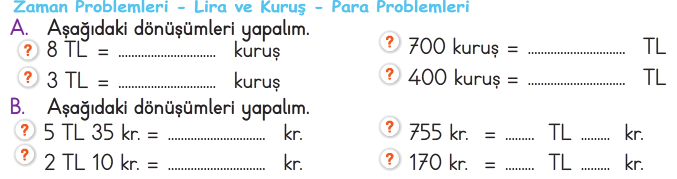 Zaman Problemleri - Lira ve Kuruş - Para Problemleri
A. Aşağıdaki dönüşümleri yapalım.
? 8 TL = .............................. kuruş ? 700 kuruş = .............................. TL
? 3 TL = .............................. kuruş ? 400 kuruş = .............................. TL
B. Aşağıdaki dönüşümleri yapalım.
? 5 TL 35 kr. = .............................. kr. ? 755 kr. = ......... TL ......... kr.
? 2 TL 10 kr. = .............................. kr. ? 170 kr. = ......... TL ......... kr.